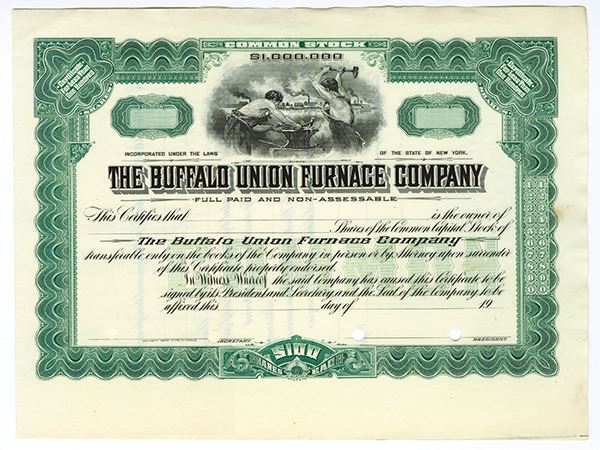 COMMON STOCK
$1,000,000
INCORPORATED UNDER THE LAWS OF THE STATE OF NEW YORK.
THE BUFFALO UNION FURNACE COMPANY
FULL PAID AND NON-ASSESSABLE
This Certifies that is the owner of
Shares of the Common Capital Stock of
The Buffalo Union Furnace Company
transferable only on the books of the Company in person or by Attorney upon surrender
of this Certificate properly endorsed.
In Witness Whereof, the said Company has caused this Certificate to be
signed by its President and Secretary and the Seal of the Company to be
affixed this day of 19
SECRETARY. PRESIDENT.
$100
SHARES EACH